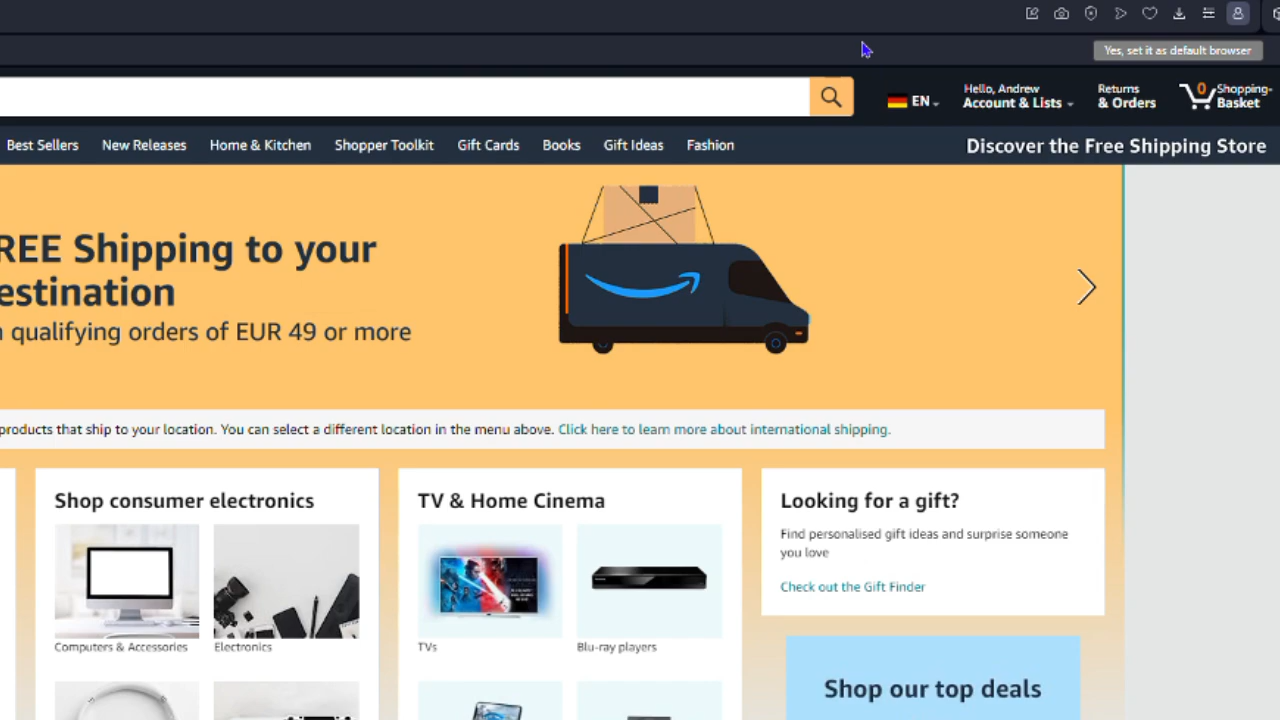 Yes, set it as default browser
EN
Hello, Andrew
Account & Lists
Returns
& Orders
0
Shopping-
Basket
Best Sellers New Releases Home & Kitchen Shopper Toolkit Gift Cards Books Gift Ideas Fashion
Discover the Free Shipping Store
REE Shipping to your
estination
qualifying orders of EUR 49 or more
products that ship to your location. You can select a different location in the menu above. Click here to learn more about international shipping.
Shop consumer electronics
Computers & Accessories
Electronics
TV & Home Cinema
TVs
Blu-ray players
Looking for a gift?
Find personalised gift ideas and surprise someone
you love
Check out the Gift Finder
Shop our top deals